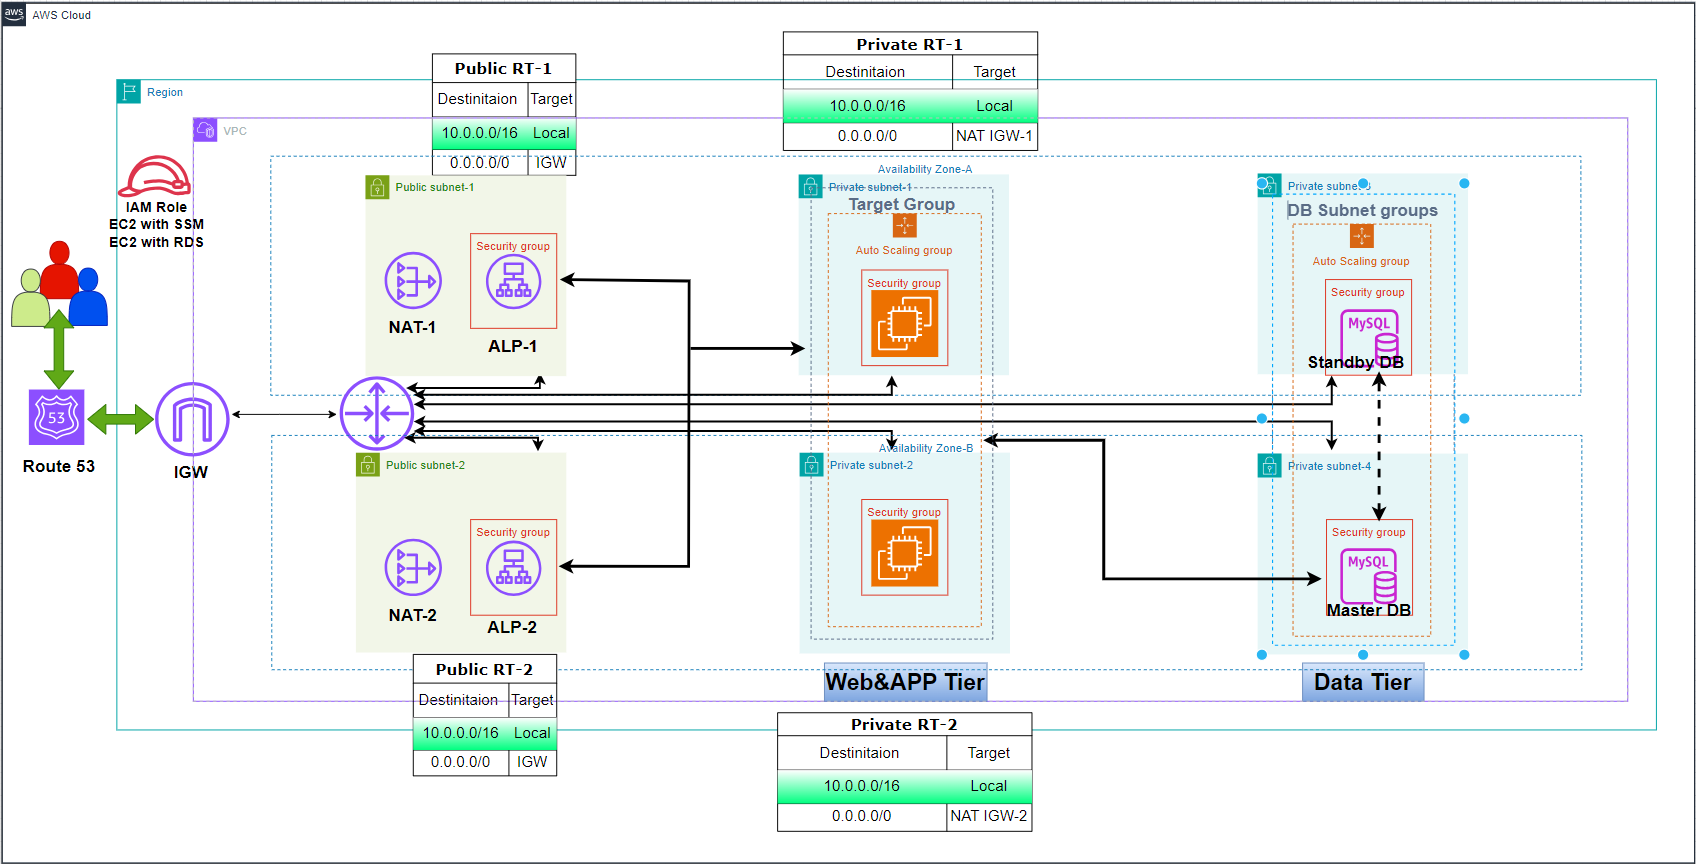 aws
AWS Cloud
Region
VPC
Public RT-1
Destinitaion Target
10.0.0.0/16 Local
0.0.0.0/0 IGW
Private RT-1
Destinitaion Target
10.0.0.0/16 Local
0.0.0.0/0 NAT IGW-1
IAM Role
EC2 with SSM
EC2 with RDS
Availability Zone-A
Public subnet-1
Security group
NAT-1
ALP-1
Private subnet-1
Target Group
Auto Scaling group
Security group
Private subnet-3
DB Subnet groups
Auto Scaling group
Security group
MySQL
Standby DB
53
Route 53
IGW
Availability Zone-B
Public subnet-2
Security group
NAT-2
ALP-2
Private subnet-2
Security group
Private subnet-4
Security group
MySQL
Master DB
Web&APP Tier
Data Tier
Public RT-2
Destinitaion Target
10.0.0.0/16 Local
0.0.0.0/0 IGW
Private RT-2
Destinitaion Target
10.0.0.0/16 Local
0.0.0.0/0 NAT IGW-2